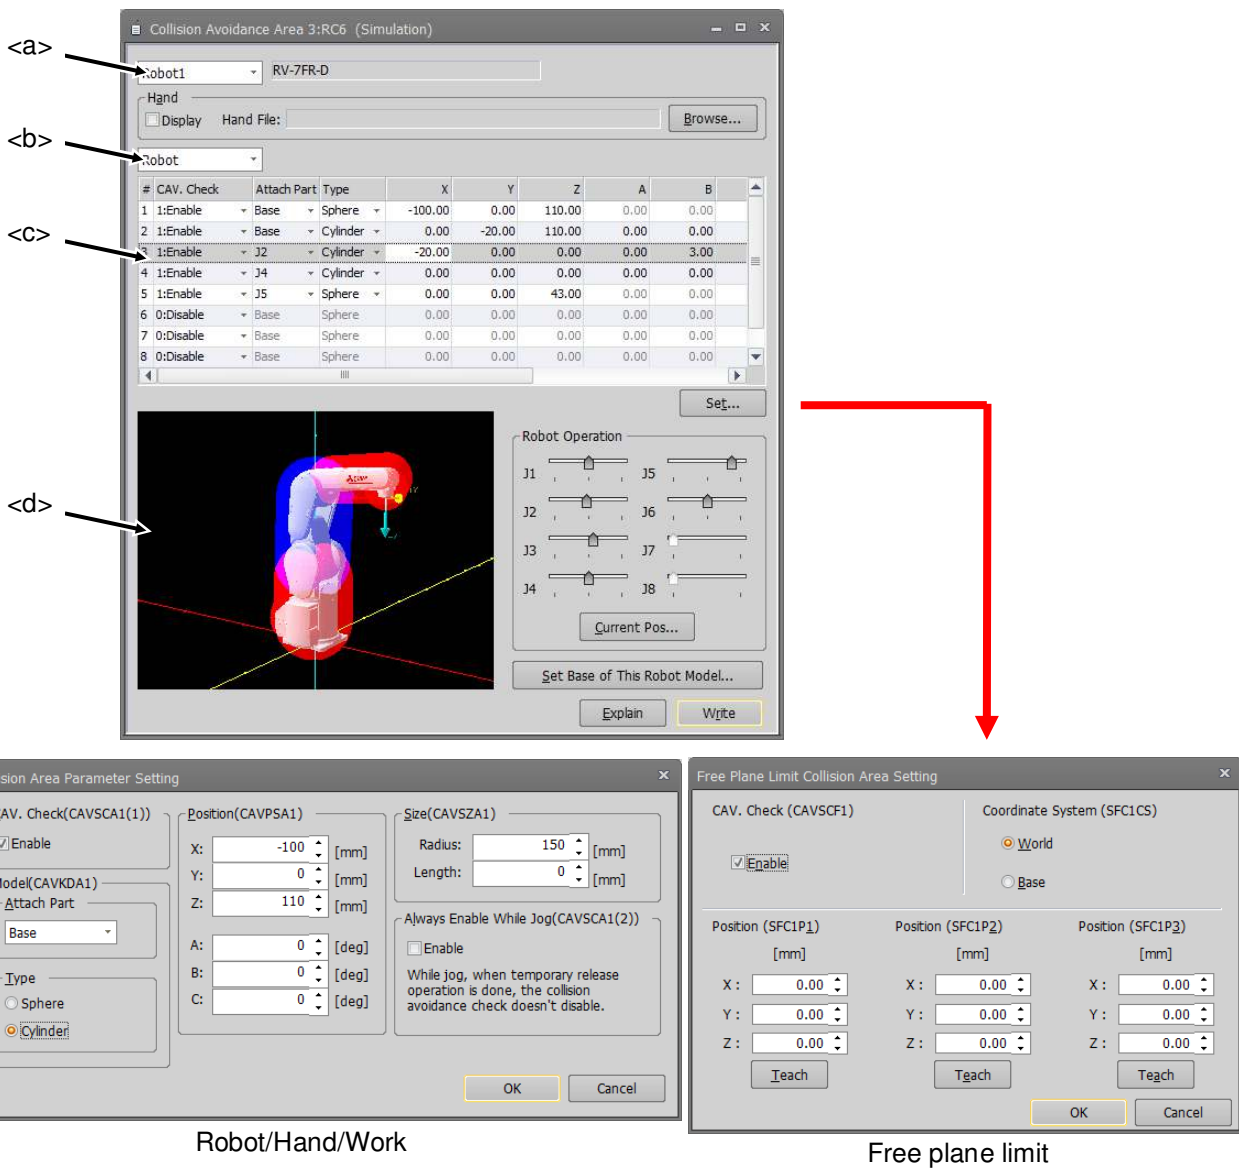 Collision Avoidance Area 3:RC6 (Simulation)
<a>
Robot1 RV-7FR-D
Hand
Display Hand File: Browse...
<b>
Robot
# CAV. Check Attach Part Type X Y Z A B
1 1:Enable Base Sphere -100.00 0.00 110.00 0.00 0.00
2 1:Enable Base Cylinder 0.00 -20.00 110.00 0.00 0.00
<c>
3 1:Enable J2 Cylinder -20.00 0.00 0.00 0.00 3.00
4 1:Enable J4 Cylinder 0.00 0.00 0.00 0.00 0.00
5 1:Enable J5 Sphere 0.00 0.00 43.00 0.00 0.00
6 0:Disable Base Sphere 0.00 0.00 0.00 0.00 0.00
7 0:Disable Base Sphere 0.00 0.00 0.00 0.00 0.00
8 0:Disable Base Sphere 0.00 0.00 0.00 0.00 0.00
Set...
<d>
Robot Operation
J1 J5
J2 J6
J3 J7
J4 J8
Current Pos...
Set Base of This Robot Model...
Explain Write
sion Area Parameter Setting
AV. Check(CAVSCA1(1))
Enable
Model(CAVKDA1)
Attach Part
Base
Type
Sphere
Cylinder
Position(CAVPSA1)
X: -100 [mm]
Y: 0 [mm]
Z: 110 [mm]
A: 0 [deg]
B: 0 [deg]
C: 0 [deg]
Size(CAVSZA1)
Radius: 150 [mm]
Length: 0 [mm]
Always Enable While Jog(CAVSCA1(2))
Enable
While jog, when temporary release
operation is done, the collision
avoidance check doesn't disable.
OK Cancel
Robot/Hand/Work
Free Plane Limit Collision Area Setting
CAV. Check (CAVSCF1)
Enable
Coordinate System (SFC1CS)
World
Base
Position (SFC1P1) Position (SFC1P2) Position (SFC1P3)
[mm] [mm] [mm]
X : 0.00 X : 0.00 X : 0.00
Y : 0.00 Y : 0.00 Y : 0.00
Z : 0.00 Z : 0.00 Z : 0.00
Teach Teach Teach
OK Cancel
Free plane limit